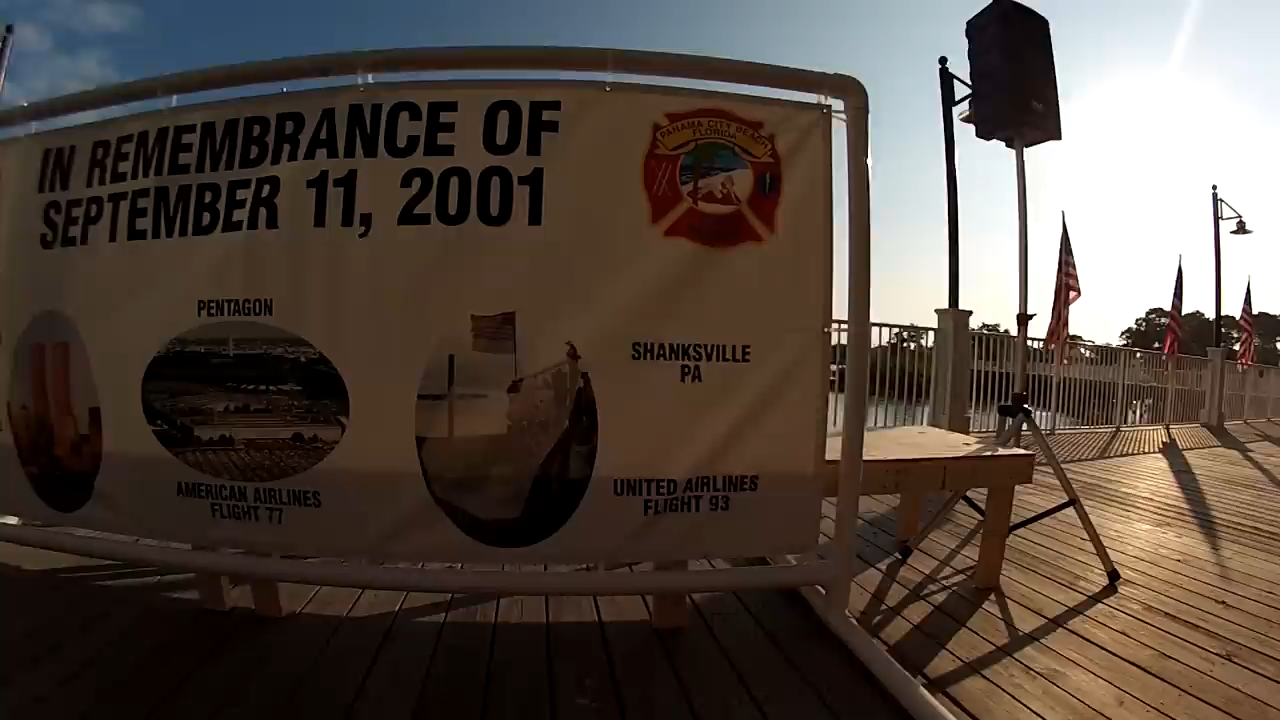 IN REMEMBRANCE OF
SEPTEMBER 11, 2001
PANAMA CITY BEACH
FLORIDA
PENTAGON
AMERICAN AIRLINES
FLIGHT 77
SHANKSVILLE
PA
UNITED AIRLINES
FLIGHT 93